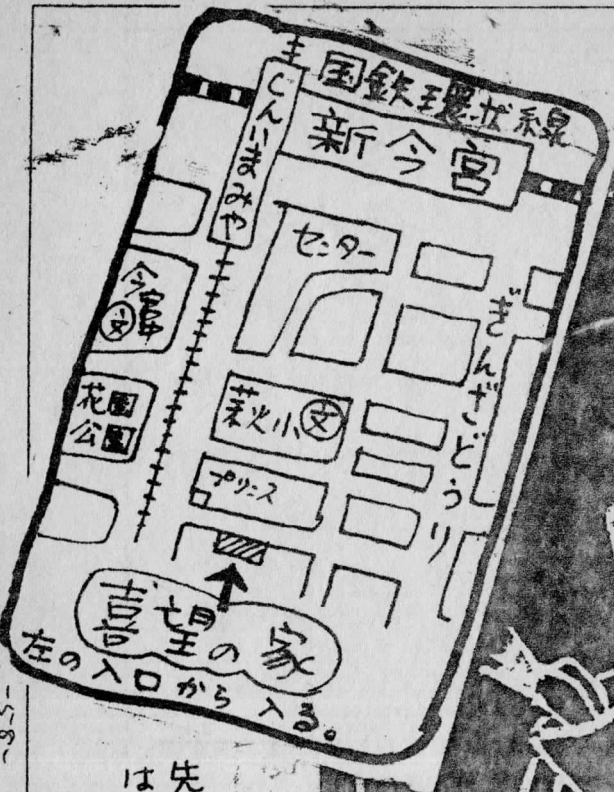 国鉄環状線
新今宮
しんいまみや
センター
今宮
文
花園
公園
萩小文
プリンス
ぎんざどうり
喜望の家
左の入口から入る。
先
は